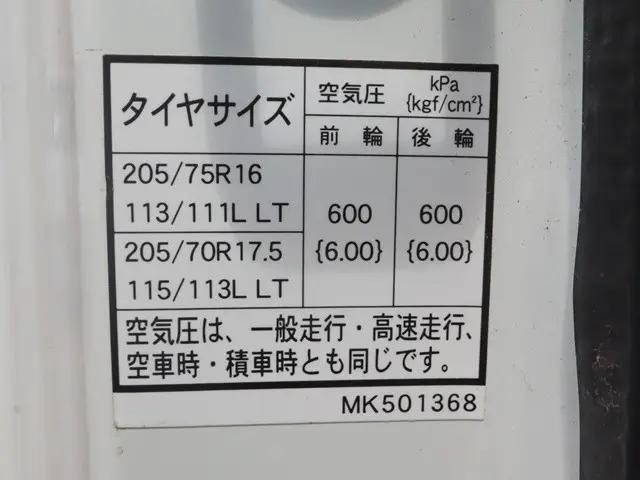 タイヤサイズ
空気圧 kPa
{kgf/cm²}
前輪 後輪
205/75R16
113/111L LT 600 600
205/70R17.5 {6.00} {6.00}
115/113L LT
空気圧は、一般走行・高速走行、
空車時・積車時とも同じです。
MK501368